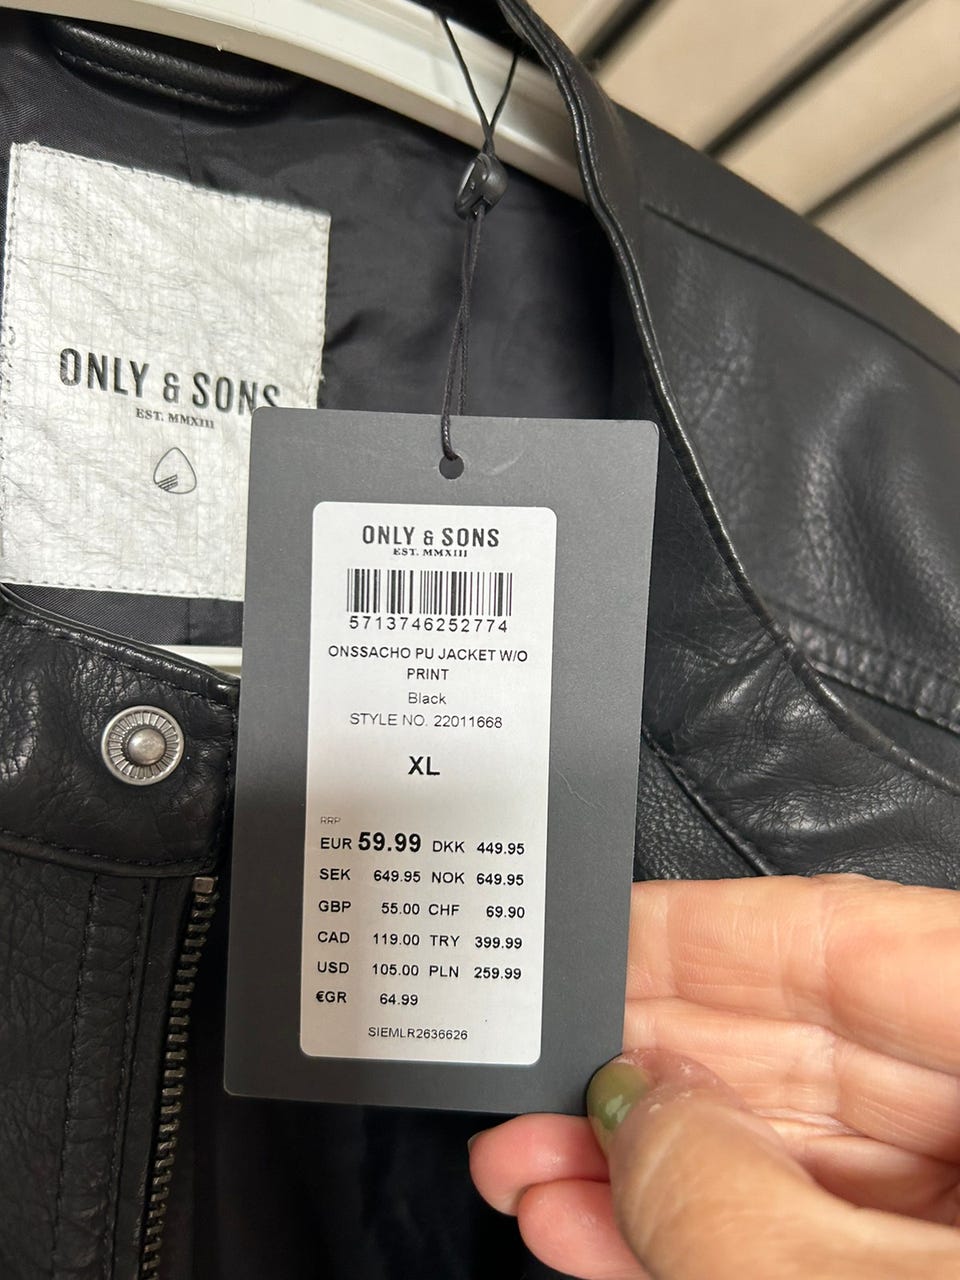 ONLY & SONS
EST. MMXIII
ONLY & SONS
EST. MMXIII
5713746252774
ONSSACHO PU JACKET W/O
PRINT
Black
STYLE NO. 22011668
XL
RRP
EUR 59.99 DKK 449.95
SEK 649.95 NOK 649.95
GBP 55.00 CHF 69.90
CAD 119.00 TRY 399.99
USD 105.00 PLN 259.99
€GR 64.99
SIEMLR2636626